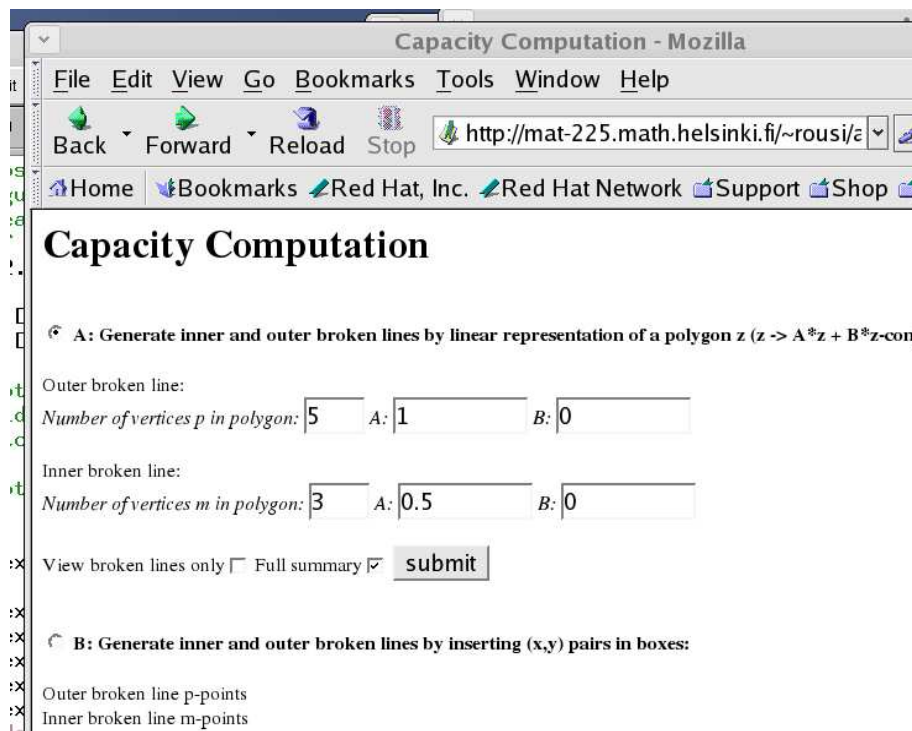 Capacity Computation - Mozilla
File Edit View Go Bookmarks Tools Window Help
Back Forward Reload Stop http://mat-225.math.helsinki.fi/~rousi/a
Home Bookmarks Red Hat, Inc. Red Hat Network Support Shop
Capacity Computation
A: Generate inner and outer broken lines by linear representation of a polygon z (z -> A*z + B*z-con
Outer broken line:
Number of vertices p in polygon: 5 A: 1 B: 0
Inner broken line:
Number of vertices m in polygon: 3 A: 0.5 B: 0
View broken lines only Full summary submit
B: Generate inner and outer broken lines by inserting (x,y) pairs in boxes:
Outer broken line p-points
Inner broken line m-points